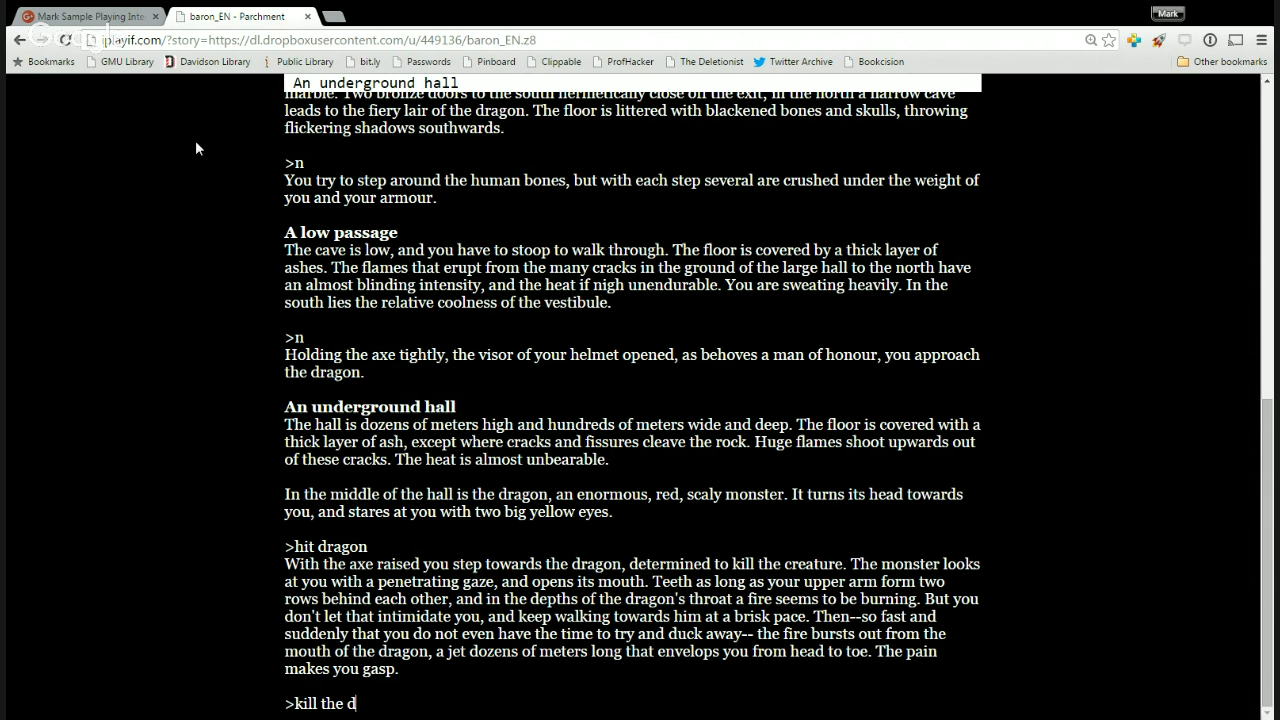 Mark Sample Playing Inte
baron_EN - Parchment
Mark
iplayif.com/?story=https://dl.dropboxusercontent.com/u/449136/baron_EN.z8
Bookmarks GMU Library Davidson Library Public Library bit.ly Passwords Pinboard Clippable ProfHacker The Deletionist Twitter Archive Bookcision Other bookmarks
An underground hall
marble. Two bronze doors to the south hermetically close off the exit, in the north a narrow cave
leads to the fiery lair of the dragon. The floor is littered with blackened bones and skulls, throwing
flickering shadows southwards.
>n
You try to step around the human bones, but with each step several are crushed under the weight of
you and your armour.
A low passage
The cave is low, and you have to stoop to walk through. The floor is covered by a thick layer of
ashes. The flames that erupt from the many cracks in the ground of the large hall to the north have
an almost blinding intensity, and the heat if nigh unendurable. You are sweating heavily. In the
south lies the relative coolness of the vestibule.
>n
Holding the axe tightly, the visor of your helmet opened, as behoves a man of honour, you approach
the dragon.
An underground hall
The hall is dozens of meters high and hundreds of meters wide and deep. The floor is covered with a
thick layer of ash, except where cracks and fissures cleave the rock. Huge flames shoot upwards out
of these cracks. The heat is almost unbearable.
In the middle of the hall is the dragon, an enormous, red, scaly monster. It turns its head towards
you, and stares at you with two big yellow eyes.
>hit dragon
With the axe raised you step towards the dragon, determined to kill the creature. The monster looks
at you with a penetrating gaze, and opens its mouth. Teeth as long as your upper arm form two
rows behind each other, and in the depths of the dragon's throat a fire seems to be burning. But you
don't let that intimidate you, and keep walking towards him at a brisk pace. Then--so fast and
suddenly that you do not even have the time to try and duck away-- the fire bursts out from the
mouth of the dragon, a jet dozens of meters long that envelops you from head to toe. The pain
makes you gasp.
>kill the d